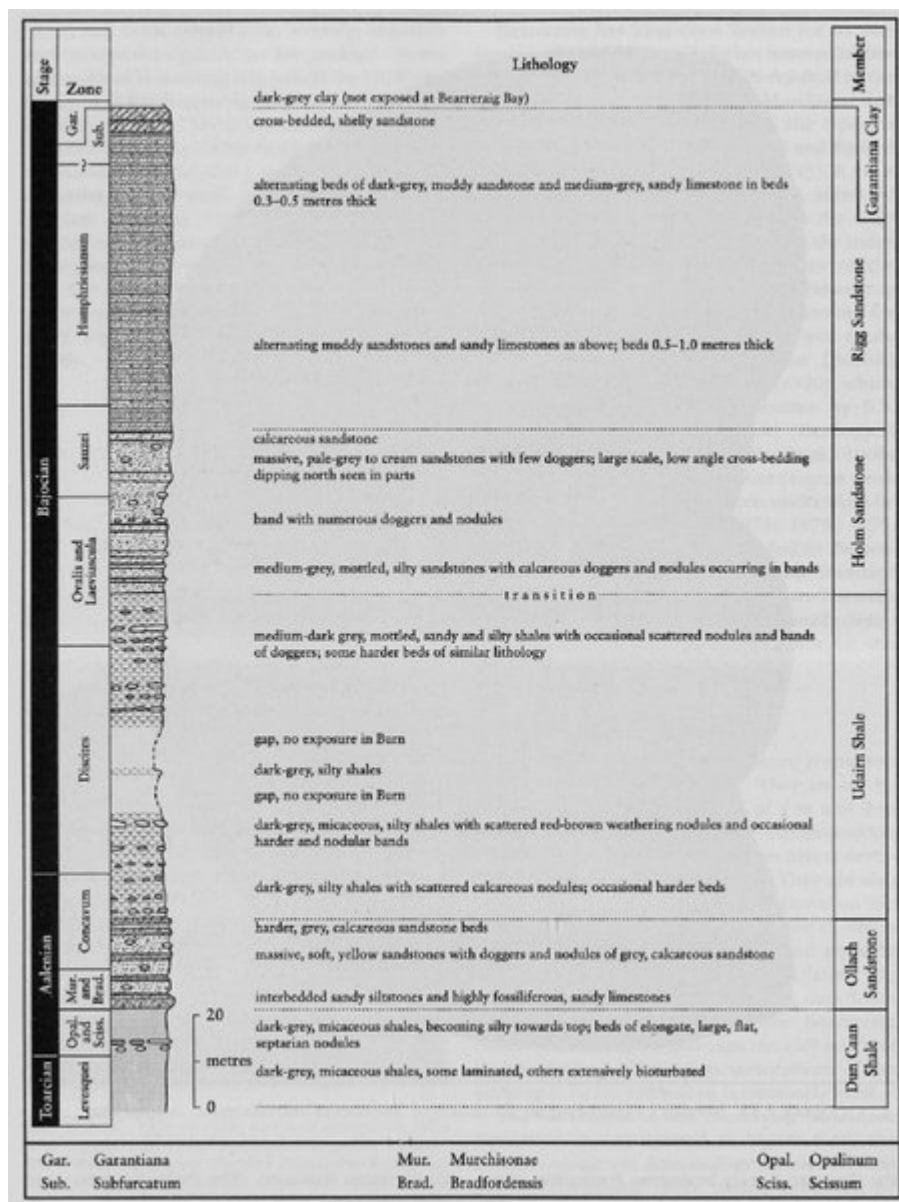 Stage
Zone
Lithology
Member
dark-grey clay (not exposed at Bearreraig Bay)
Gar.
Sub.
cross-bedded, shelly sandstone
Garantiana Clay
?
alternating beds of dark-grey, muddy sandstone and medium-grey, sandy limestone in beds
0.3–0.5 metres thick
Humphriesianum
Rigg Sandstone
alternating muddy sandstones and sandy limestones as above; beds 0.5–1.0 metres thick
Bajocian
Sauzei
calcareous sandstone
massive, pale-grey to cream sandstones with few doggers; large scale, low angle cross-bedding
dipping north seen in parts
Holm Sandstone
band with numerous doggers and nodules
Ovalis and
Laeviuscula
medium-grey, mottled, silty sandstones with calcareous doggers and nodules occurring in bands
transition
medium-dark grey, mottled, sandy and silty shales with occasional scattered nodules and bands
of doggers; some harder beds of similar lithology
Discites
Udairn Shale
gap, no exposure in Burn
dark-grey, silty shales
gap, no exposure in Burn
dark-grey, micaceous, silty shales with scattered red-brown weathering nodules and occasional
harder and nodular bands
Aalenian
Concavum
dark-grey, silty shales with scattered calcareous nodules; occasional harder beds
harder, grey, calcareous sandstone beds
massive, soft, yellow sandstones with doggers and nodules of grey, calcareous sandstone
Ollach
Sandstone
Mur.
and
Brad.
interbedded sandy siltstones and highly fossiliferous, sandy limestones
Opal.
and
Sciss.
20
metres
0
dark-grey, micaceous shales, becoming silty towards top; beds of elongate, large, flat,
septarian nodules
Dun Caan
Shale
Toarcian
Levesquei
dark-grey, micaceous shales, some laminated, others extensively bioturbated
Gar. Garantiana Mur. Murchisonae Opal. Opalinum
Sub. Subfurcatum Brad. Bradfordensis Sciss. Scissum